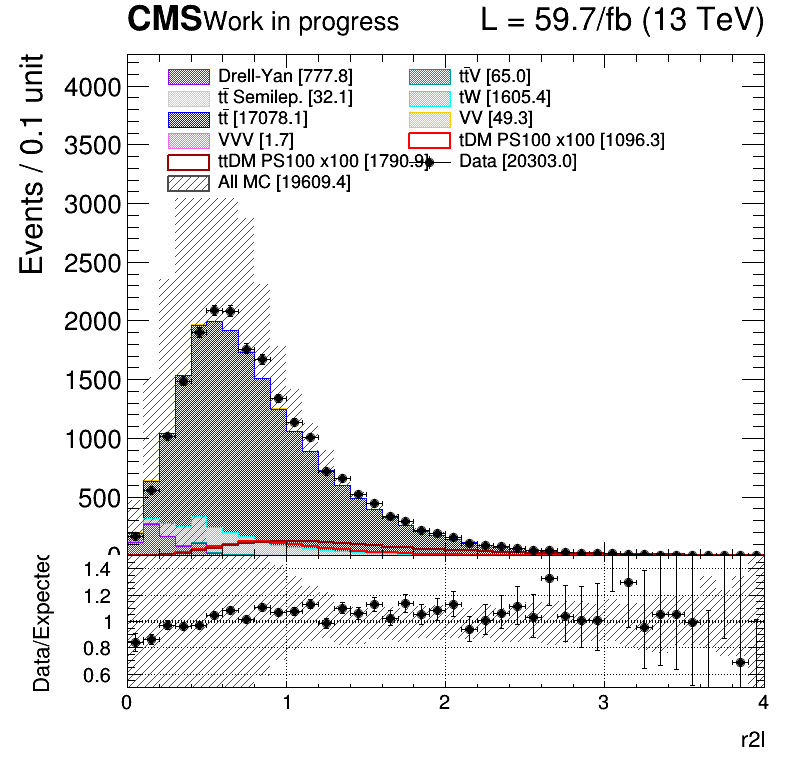 CMS Work in progress L = 59.7/fb (13 TeV)
Events / 0.1 unit
4000
3500
3000
2500
2000
1500
1000
500
0
Drell-Yan [777.8] tt̄V [65.0]
tt̄ Semilep. [32.1] tW [1605.4]
tt̄ [17078.1] VV [49.3]
VVV [1.7] tDM PS100 x100 [1096.3]
ttDM PS100 x100 [1790.9] Data [20303.0]
All MC [19609.4]
Data/Expected
1.4
1.2
1
0.8
0.6
0 1 2 3 4
r2l